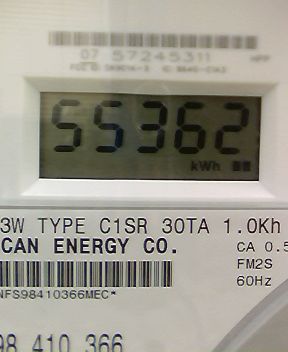 07 57245311
55362
kWh
3W TYPE C1SR 30TA 1.0Kh
CAN ENERGY CO.
CA 0.5
FM2S
60Hz
NFS98410366MEC*
98 410 366